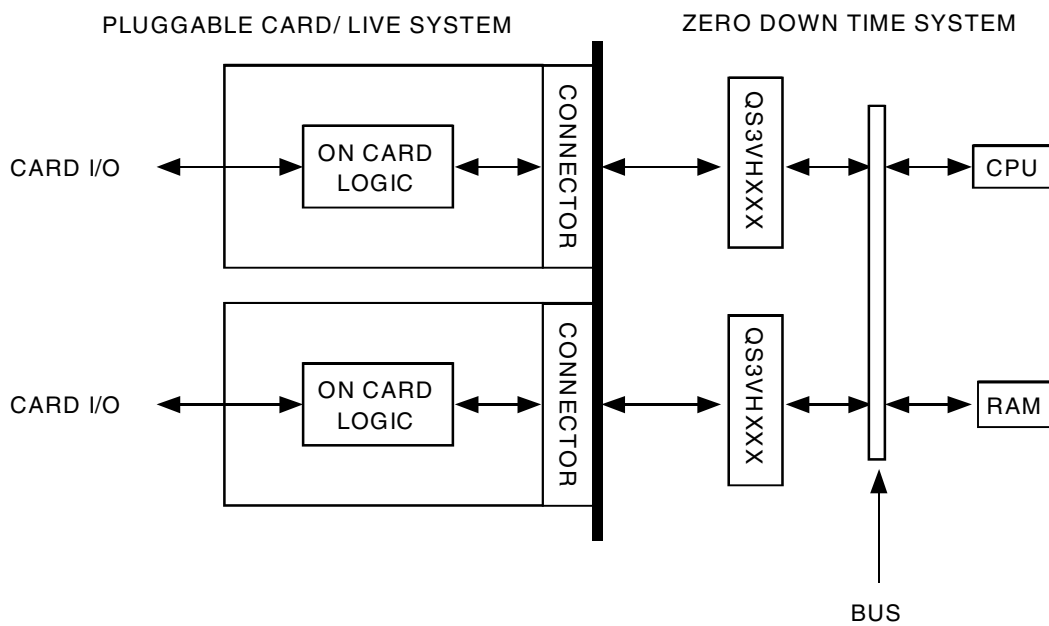 PLUGGABLE CARD/ LIVE SYSTEM
ZERO DOWN TIME SYSTEM
CARD I/O
ON CARD
LOGIC
CONNECTOR
QS3VHXXX
CPU
CARD I/O
ON CARD
LOGIC
CONNECTOR
QS3VHXXX
RAM
BUS